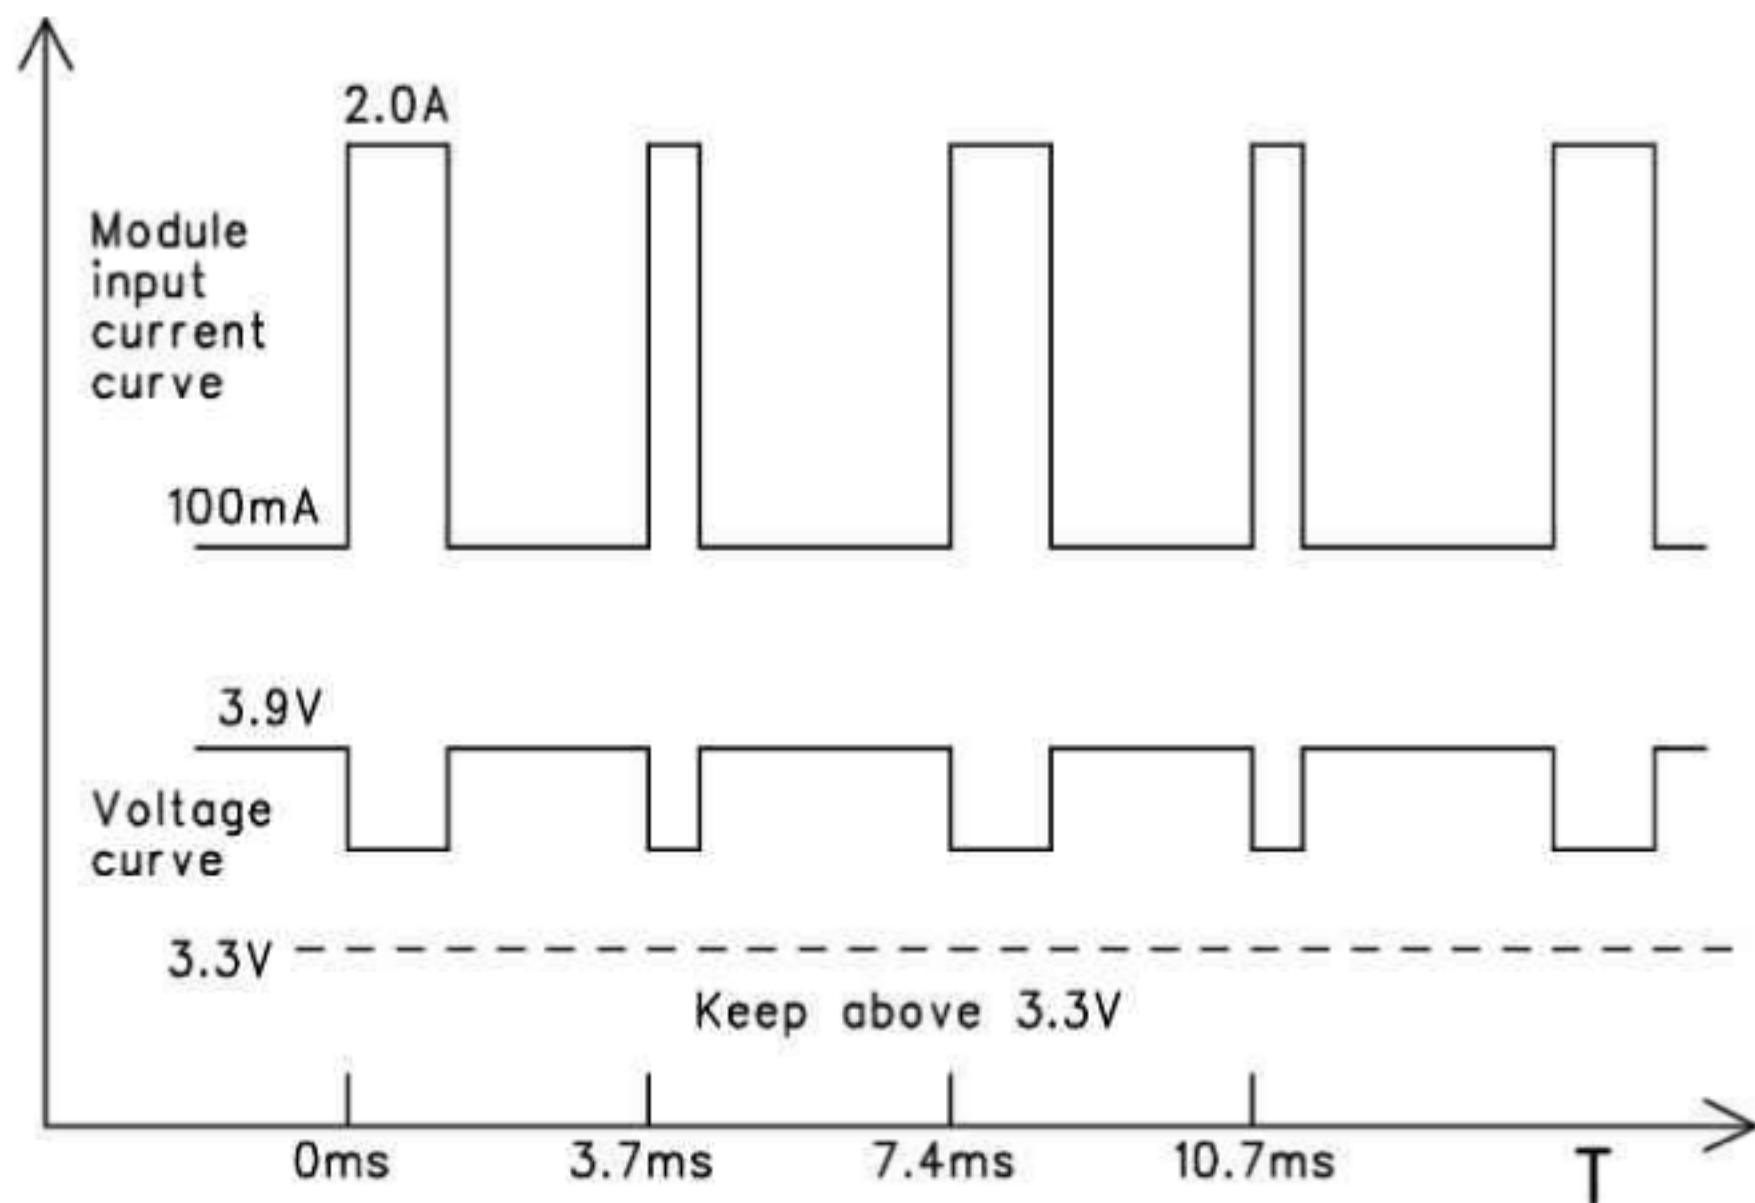 2.0A
Module
input
current
curve
100mA
3.9V
Voltage
curve
3.3V
Keep above 3.3V
0ms
3.7ms
7.4ms
10.7ms
T